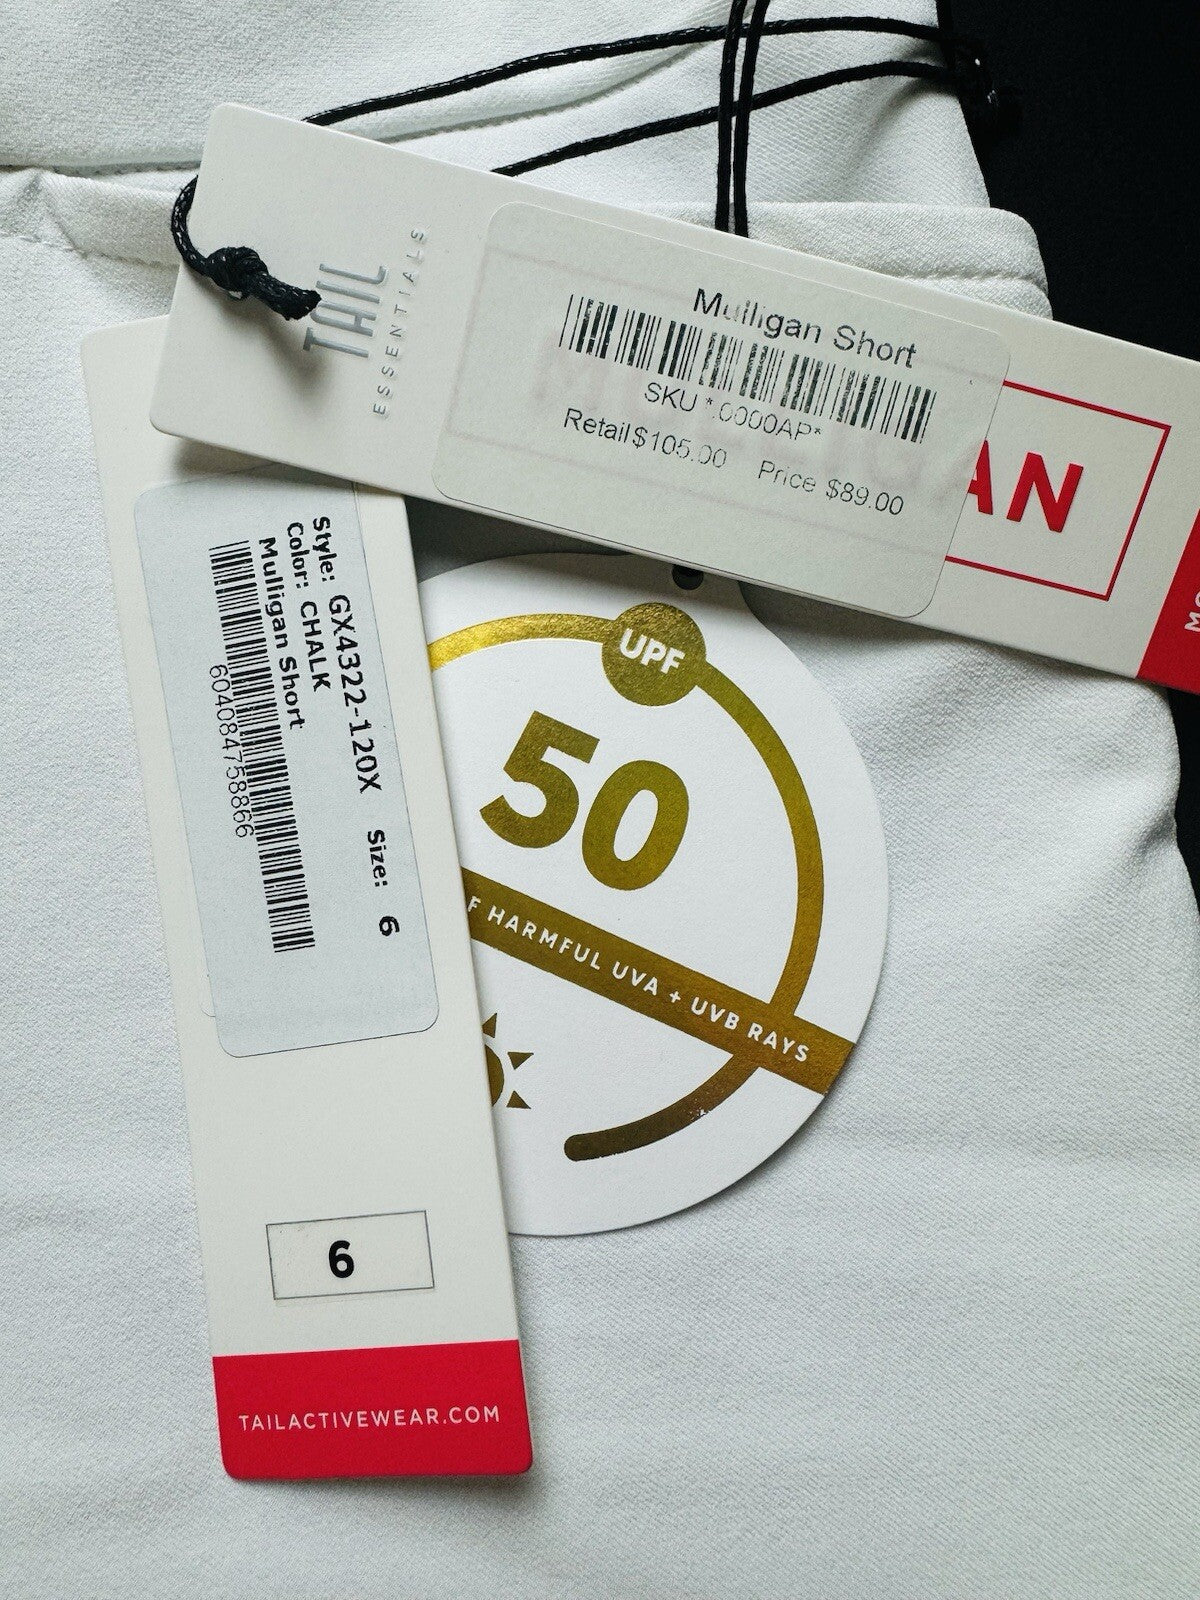 TAIL
ESSENTIALS
Mulligan Short
SKU *.0000AP*
Retail $105.00 Price $89.00
AN
Style: GX4322-120X Size: 6
Color: CHALK
Mulligan Short
604084758866
UPF
50
F HARMFUL UVA + UVB RAYS
6
TAILACTIVEWEAR.COM